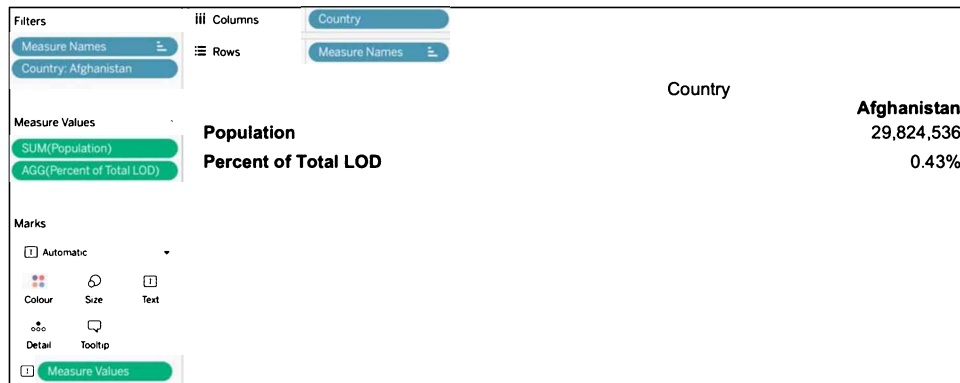 Filters
Measure Names
Country: Afghanistan
Measure Values
SUM(Population)
AGG(Percent of Total LOD)
Marks
Automatic
Colour Size Text
Detail Tooltip
Measure Values
Columns Country
Rows Measure Names
Country
Afghanistan
Population 29,824,536
Percent of Total LOD 0.43%